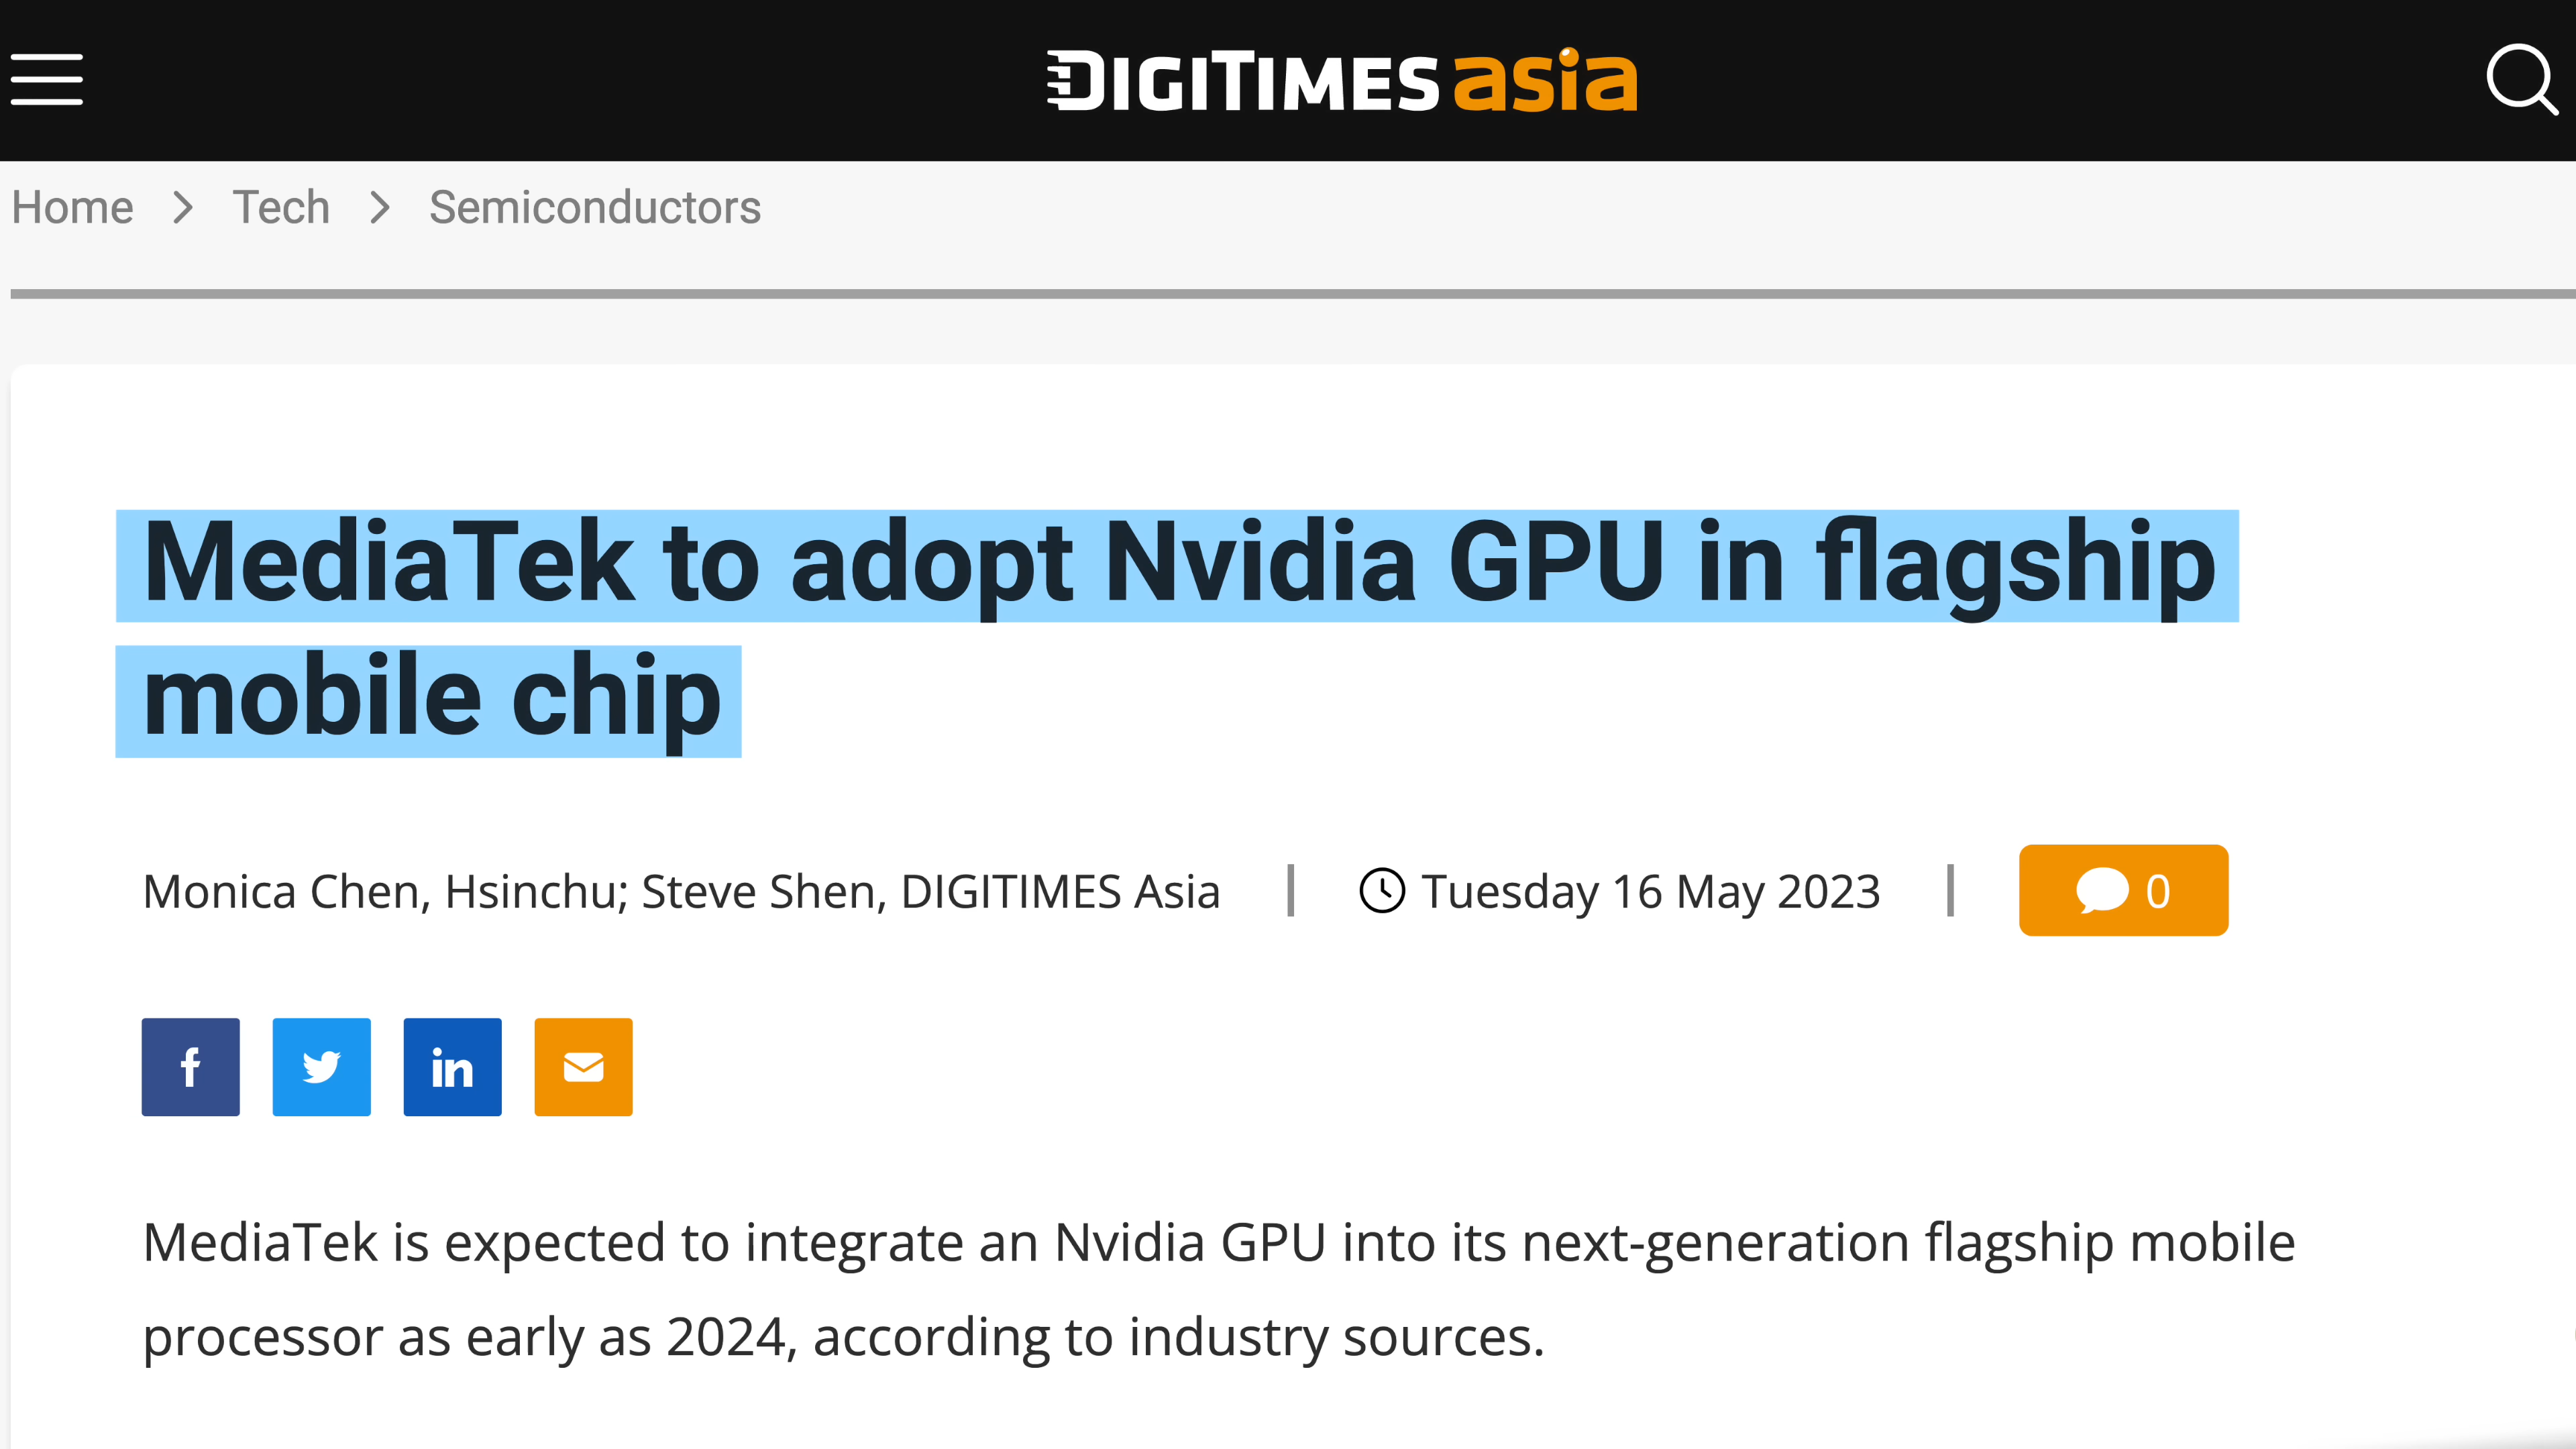 DIGITIMES asia
Home > Tech > Semiconductors
MediaTek to adopt Nvidia GPU in flagship
mobile chip
Monica Chen, Hsinchu; Steve Shen, DIGITIMES Asia | Tuesday 16 May 2023 | 0
f in
MediaTek is expected to integrate an Nvidia GPU into its next-generation flagship mobile
processor as early as 2024, according to industry sources.